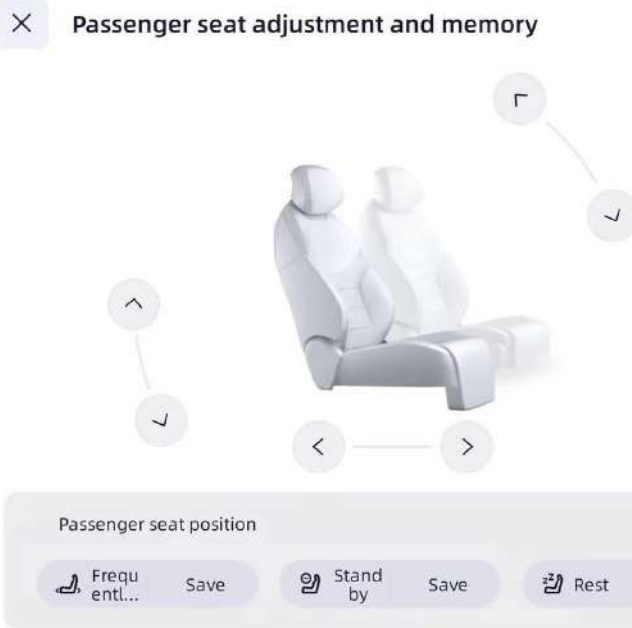 Passenger seat adjustment and memory
Passenger seat position
Frequ
entl...
Save
Stand
by
Save
Rest